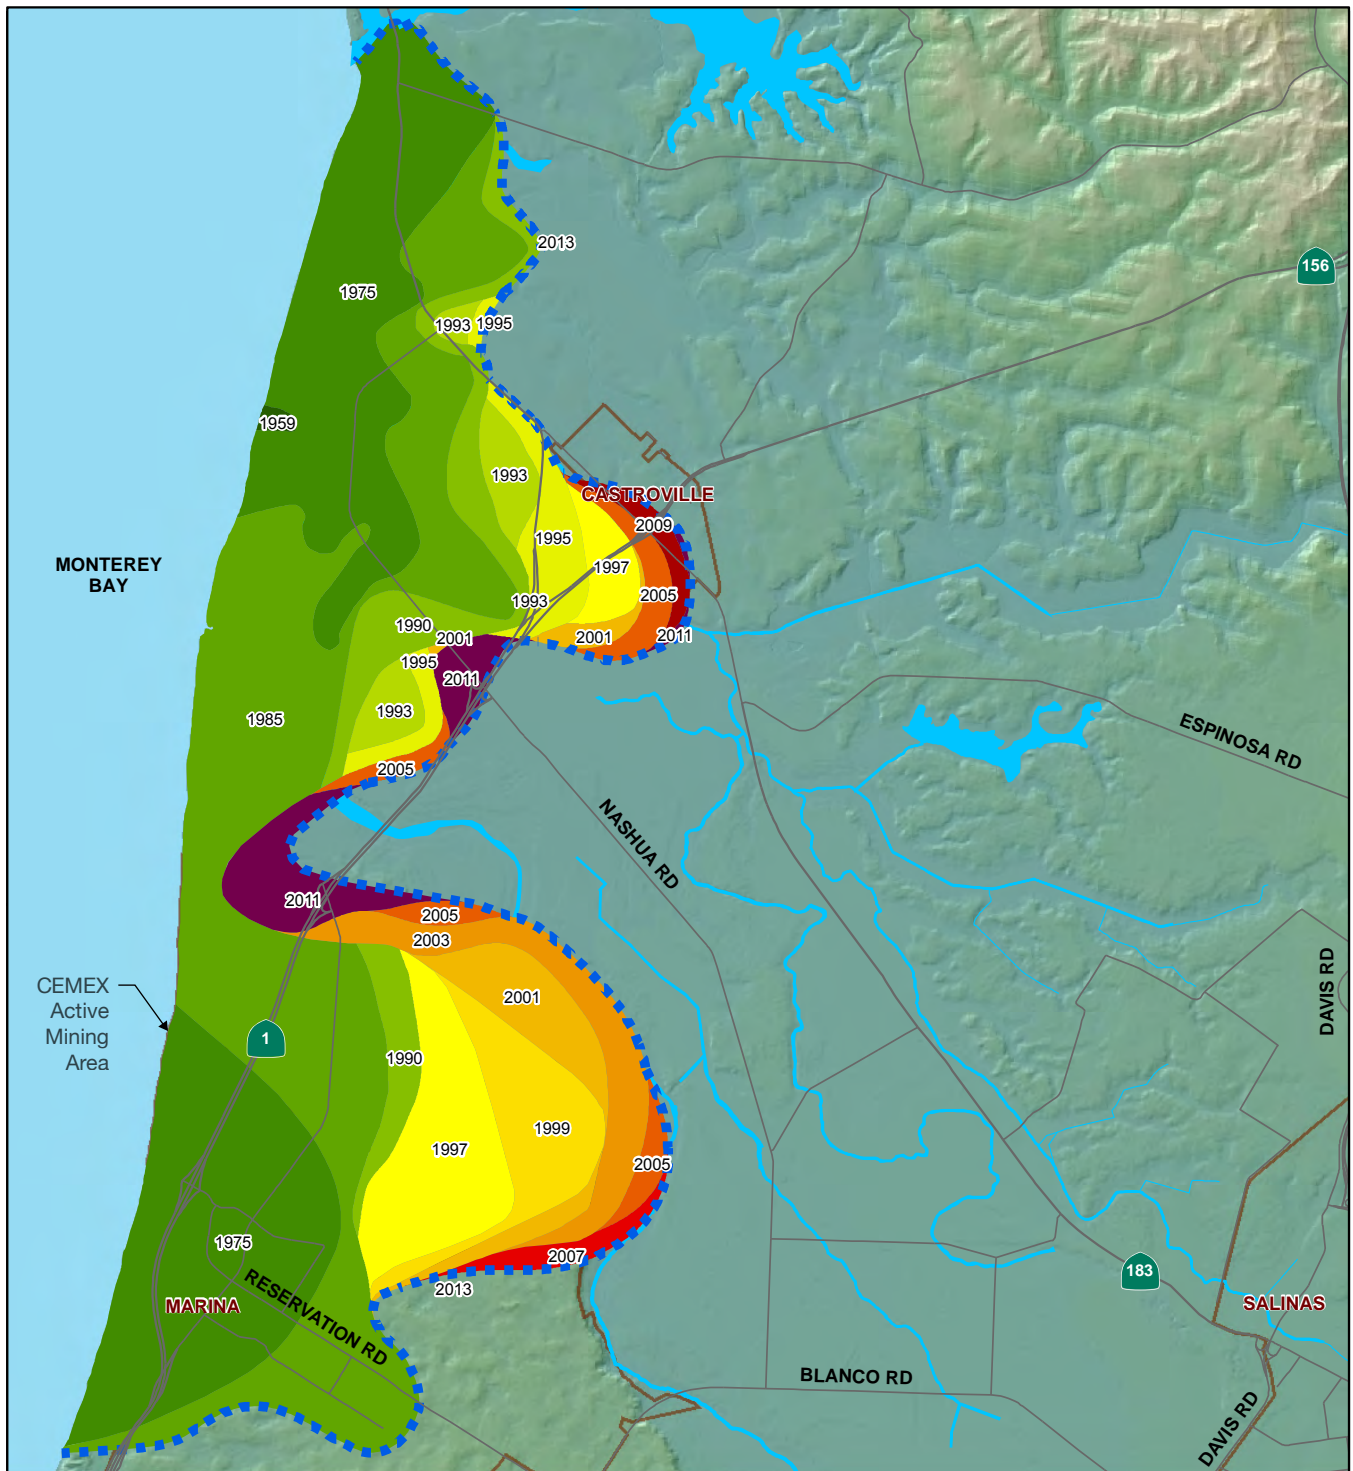 2013
156
1975
1993
1995
1959
1993
CASTROVILLE
2009
1995
MONTEREY
BAY
1997
2005
1993
1990
2001
2001
2011
1995
2011
1993
1985
ESPINOSA RD
2005
NASHUA RD
2011
2005
2003
DAVIS RD
CEMEX
Active
Mining
Area
2001
1
1990
1999
1997
2005
1975
2007
183
2013
RESERVATION RD
MARINA
SALINAS
BLANCO RD
DAVIS RD